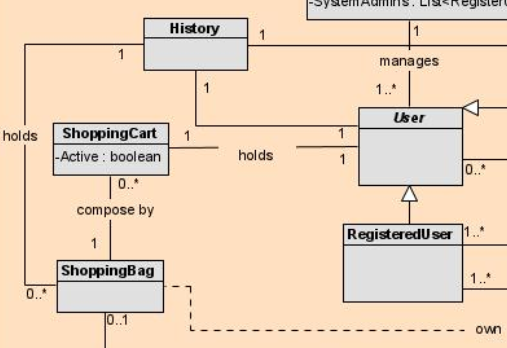 -SystemAdmins : List<Register
History
1
1
1
manages
1
1..*
User
holds
ShoppingCart
-Active : boolean
1
holds
1
1
0..*
0..*
compose by
RegisteredUser
1..*
1
ShoppingBag
1..*
0..*
0..1
own